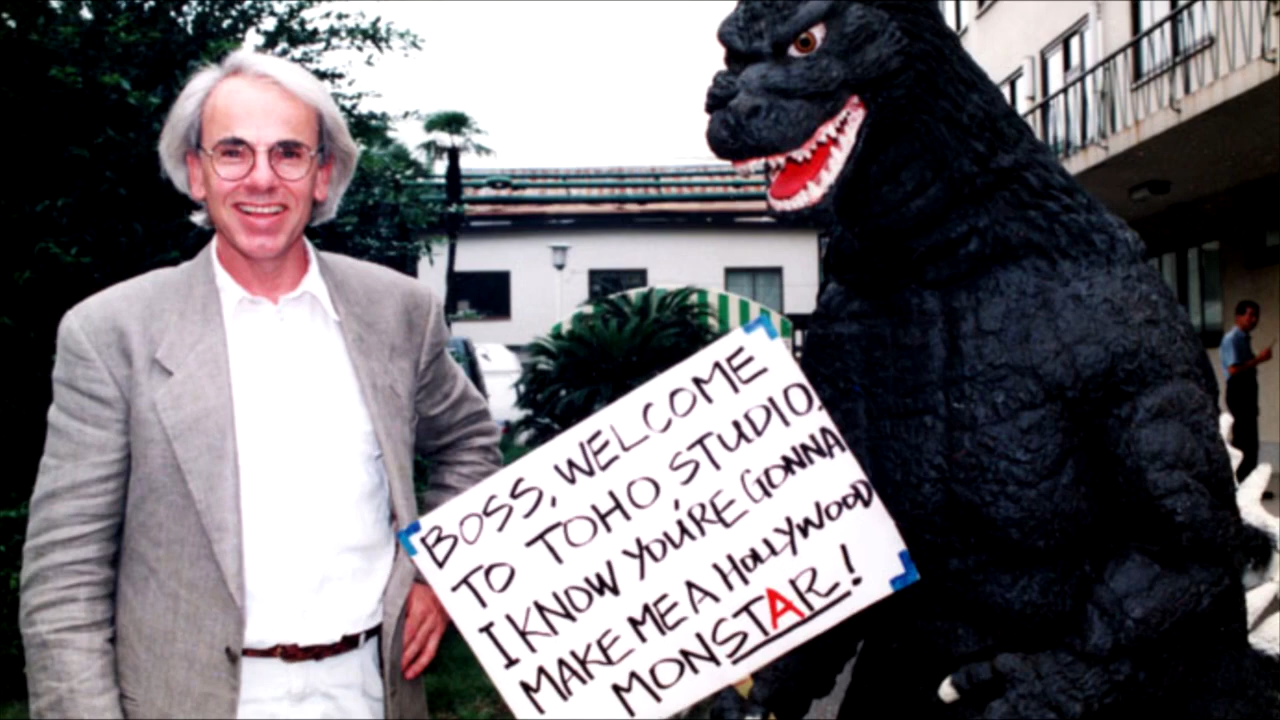 BOSS, WELCOME
TO TOHO STUDIO,
I KNOW YOU'RE GONNA
MAKE ME A HOLLYWOOD
MONSTAR!